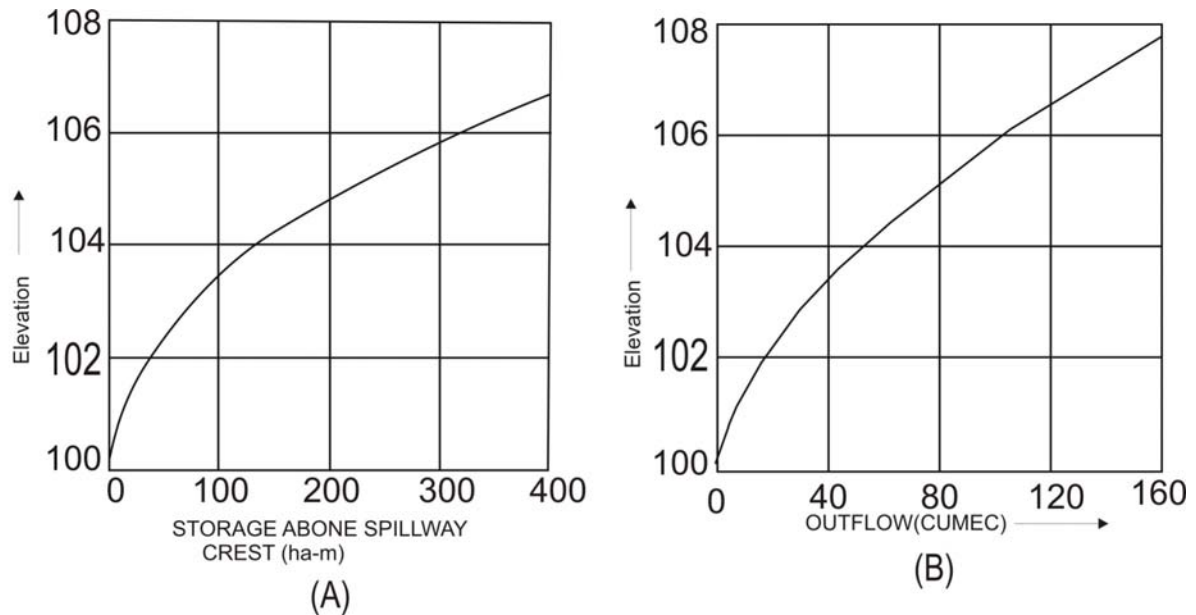 108
106
104
102
100
Elevation
0 100 200 300 400
STORAGE ABONE SPILLWAY
CREST (ha-m)
(A)
108
106
104
102
100
Elevation
0 40 80 120 160
OUTFLOW(CUMEC)
(B)